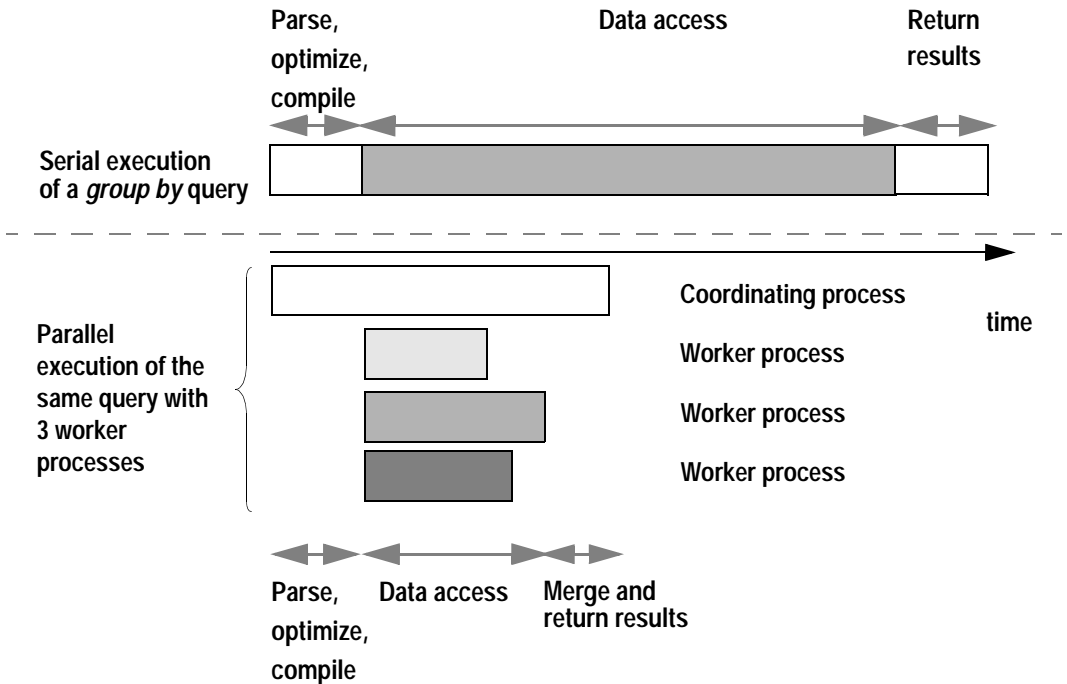 Parse,
optimize,
compile
Data access
Return
results
Serial execution
of a group by query
Coordinating process
time
Parallel
execution of the
same query with
3 worker
processes
Worker process
Worker process
Worker process
Parse,
optimize,
compile
Data access
Merge and
return results